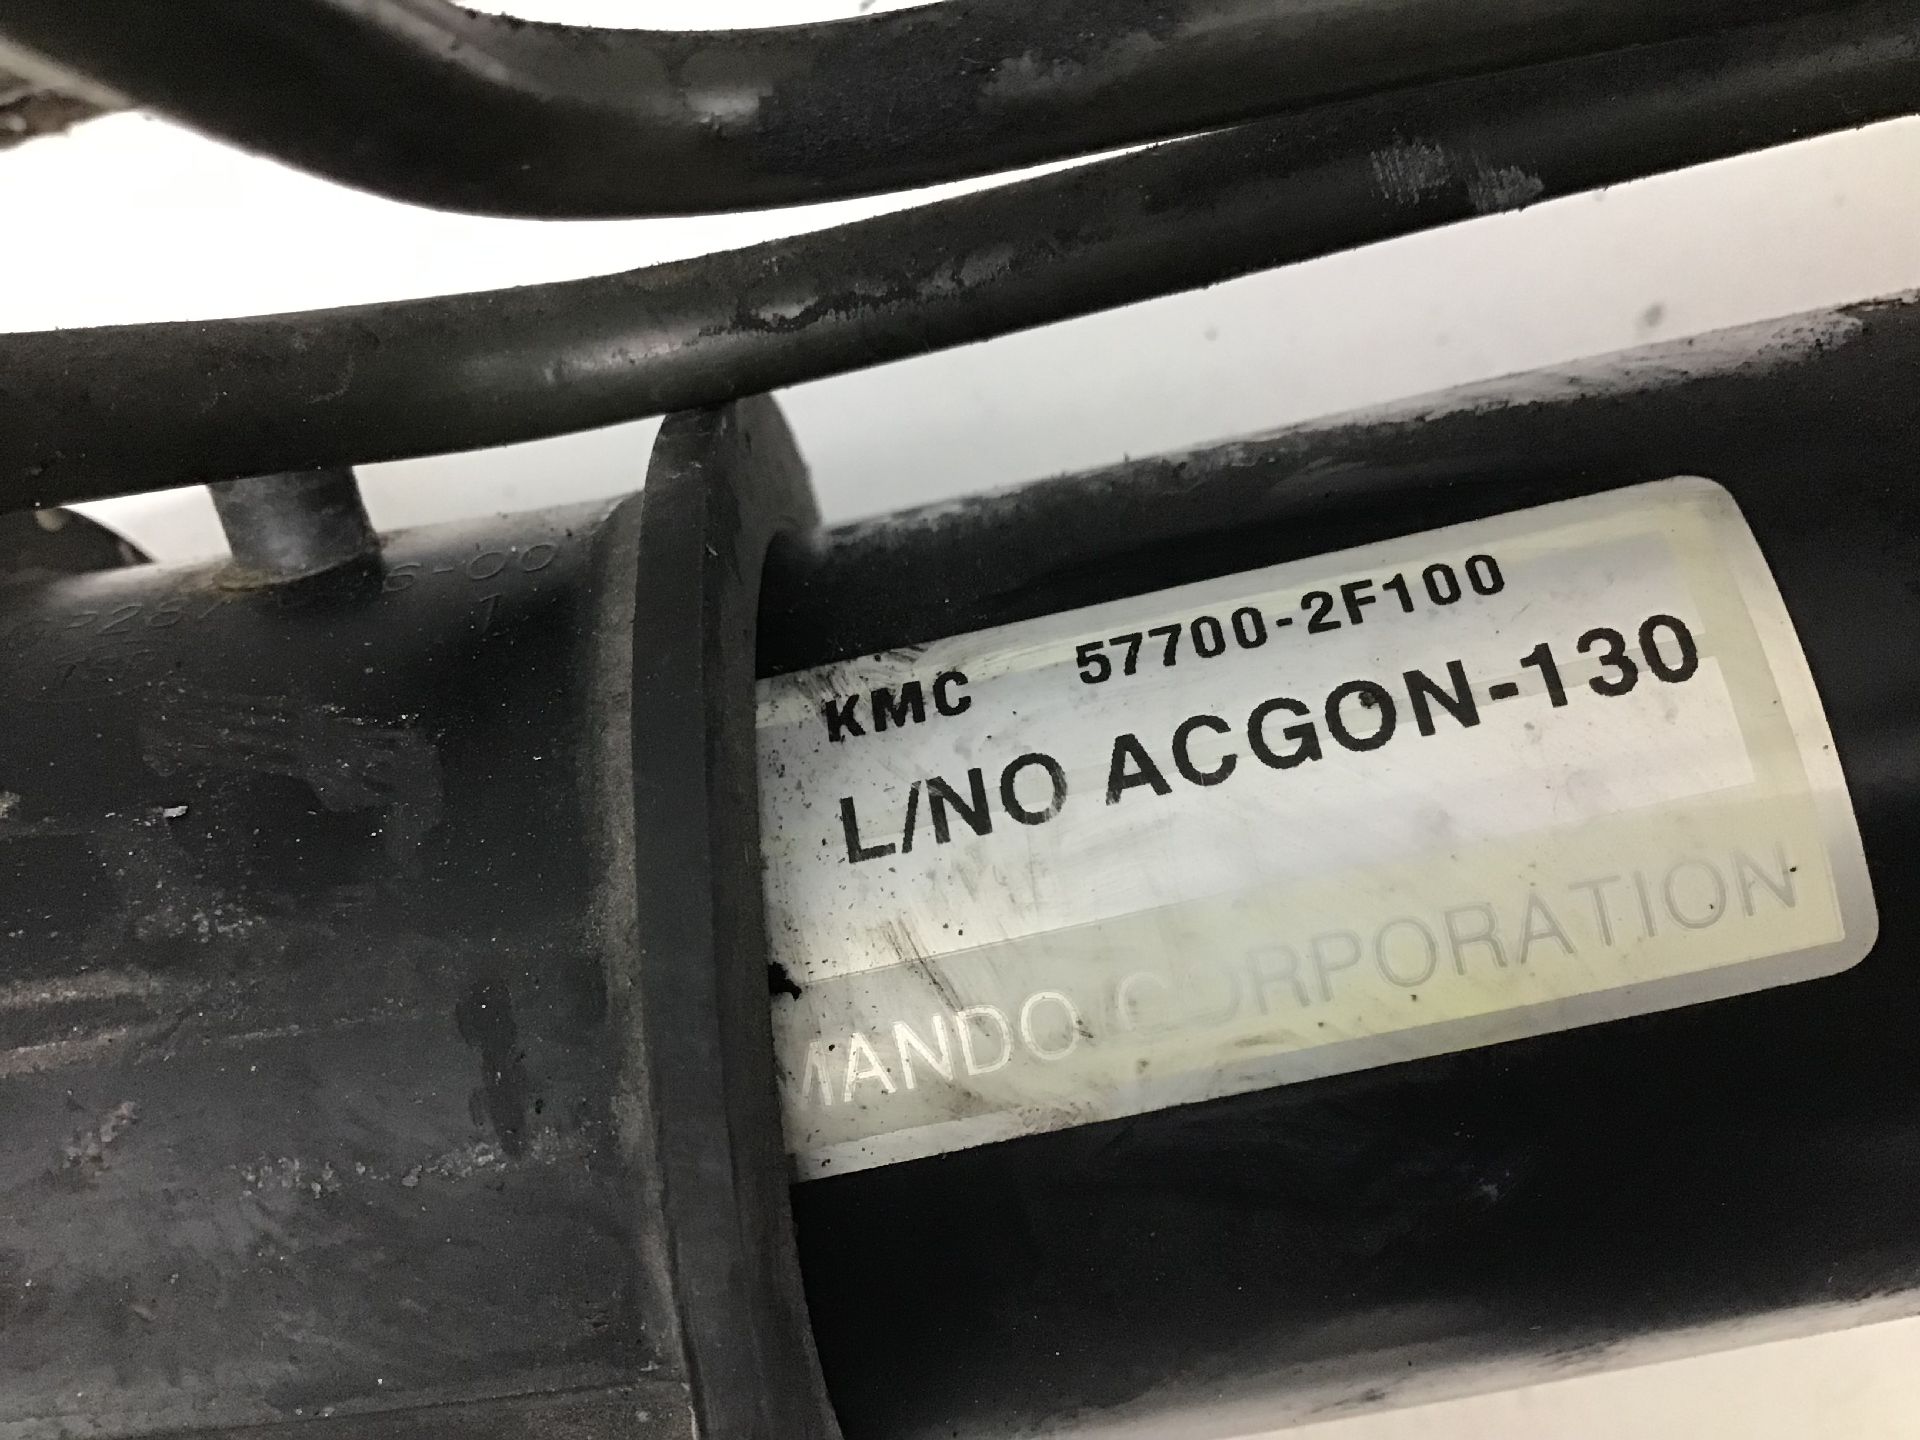 KMC 57700-2F100
L/NO ACGON-130
MANDO CORPORATION